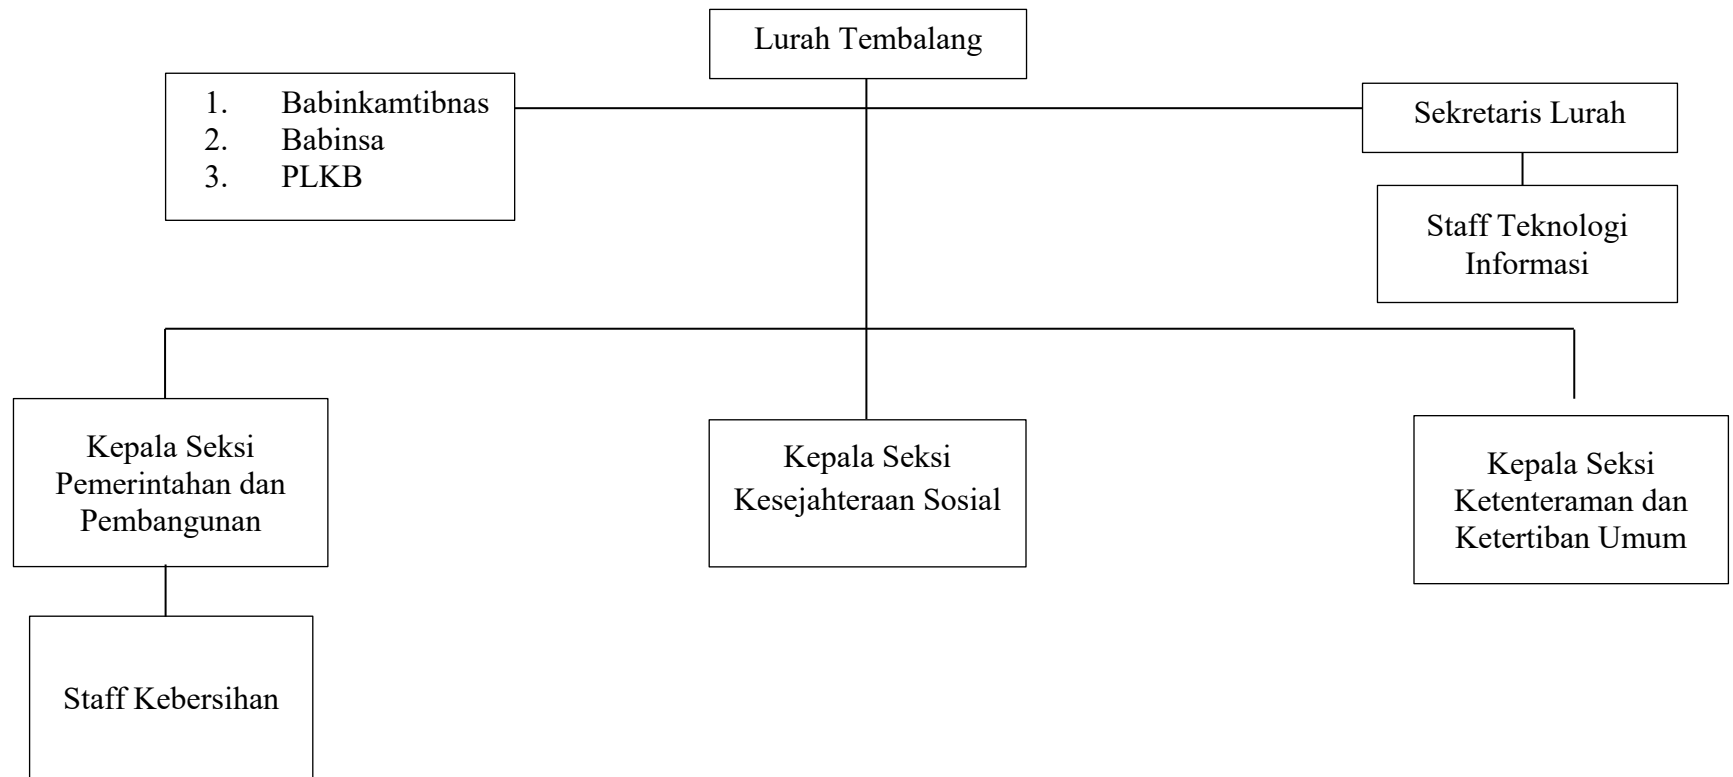 Lurah Tembalang
1. Babinkamtibnas
2. Babinsa
3. PLKB
Sekretaris Lurah
Staff Teknologi
Informasi
Kepala Seksi
Pemerintahan dan
Pembangunan
Kepala Seksi
Kesejahteraan Sosial
Kepala Seksi
Ketenteraman dan
Ketertiban Umum
Staff Kebersihan